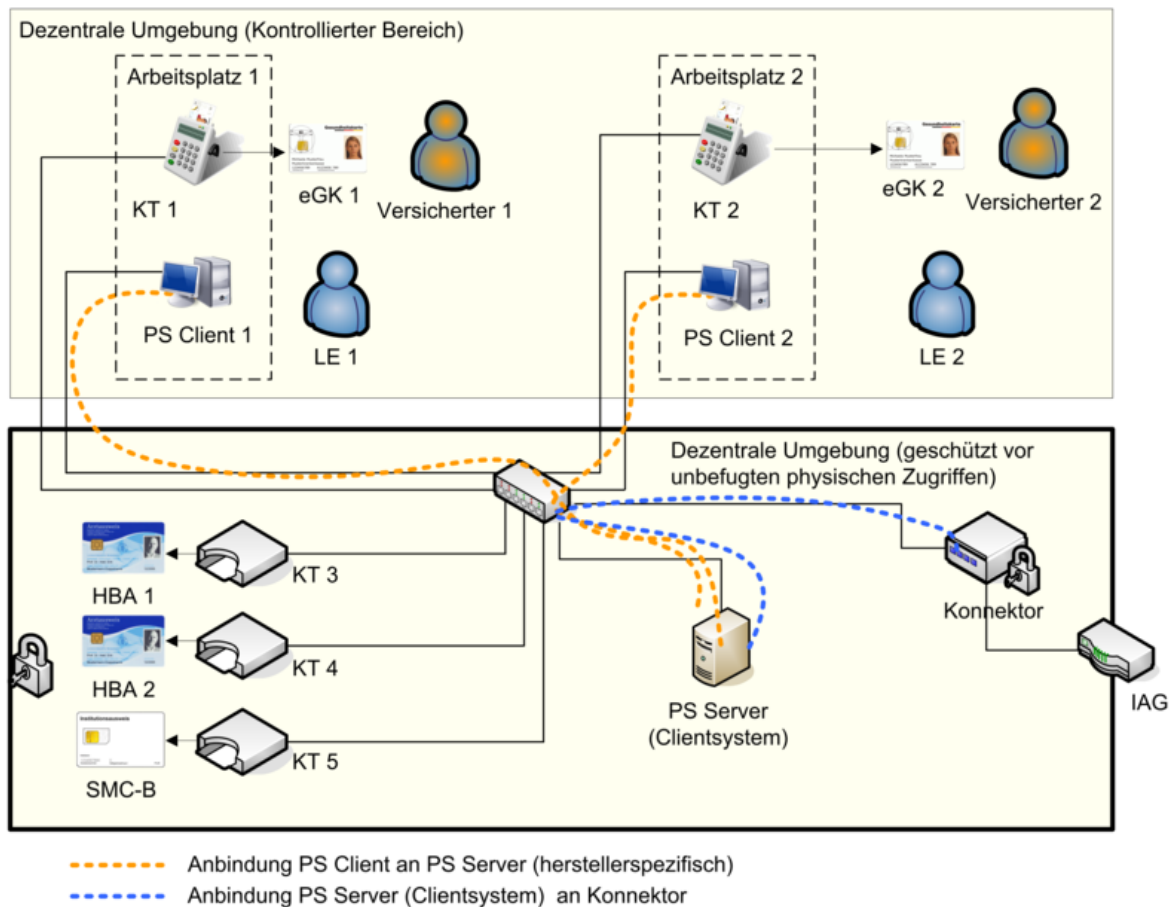 Dezentrale Umgebung (Kontrollierter Bereich)
Arbeitsplatz 1
Arbeitsplatz 2
KT 1
eGK 1
Versicherter 1
KT 2
eGK 2
Versicherter 2
PS Client 1
LE 1
PS Client 2
LE 2
Dezentrale Umgebung (geschützt vor
unbefugten physischen Zugriffen)
HBA 1
KT 3
HBA 2
KT 4
SMC-B
KT 5
PS Server
(Clientsystem)
Konnektor
IAG
Anbindung PS Client an PS Server (herstellerspezifisch)
Anbindung PS Server (Clientsystem) an Konnektor